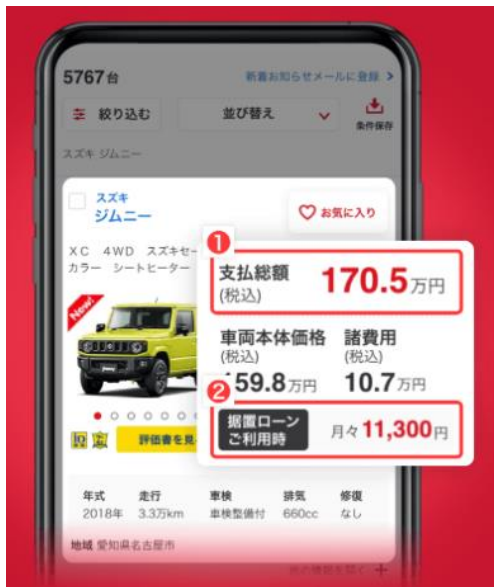 5767台
新着お知らせメールに登録 >
絞り込む
並び替え
条件保存
スズキ ジムニー
スズキ
ジムニー
お気に入り
XC 4WD スズキセー
カラー シートヒーター
New!
1
支払総額
(税込)
170.5万円
車両本体価格
(税込)
159.8万円
諸費用
(税込)
10.7万円
2
据置ローン
ご利用時
月々11,300円
評価書を見
年式 走行 車検 排気 修復
2018年 3.3万km 車検整備付 660cc なし
地域 愛知県名古屋市